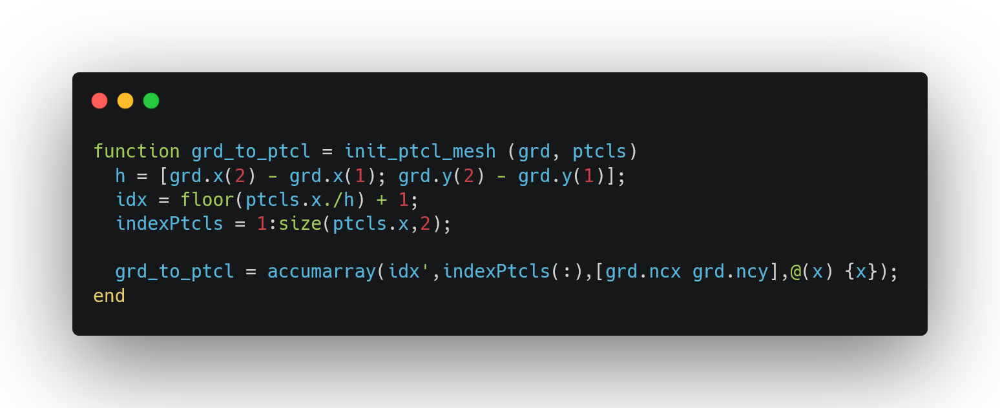 function grd_to_ptcl = init_ptcl_mesh (grd, ptcls)
  h = [grd.x(2) - grd.x(1); grd.y(2) - grd.y(1)];
  idx = floor(ptcls.x./h) + 1;
  indexPtcls = 1:size(ptcls.x,2);

  grd_to_ptcl = accumarray(idx',indexPtcls(:),[grd.ncx grd.ncy],@(x) {x});
end